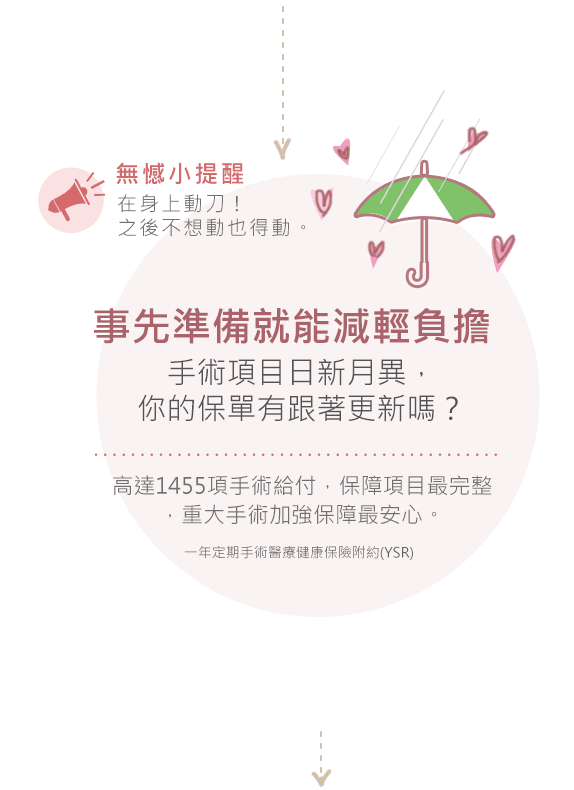 無憾小提醒
在身上動刀！
之後不想動也得動。
事先準備就能減輕負擔
手術項目日新月異，
你的保單有跟著更新嗎？
高達1455項手術給付，保障項目最完整
，重大手術加強保障最安心。
一年定期手術醫療健康保險附約(YSR)